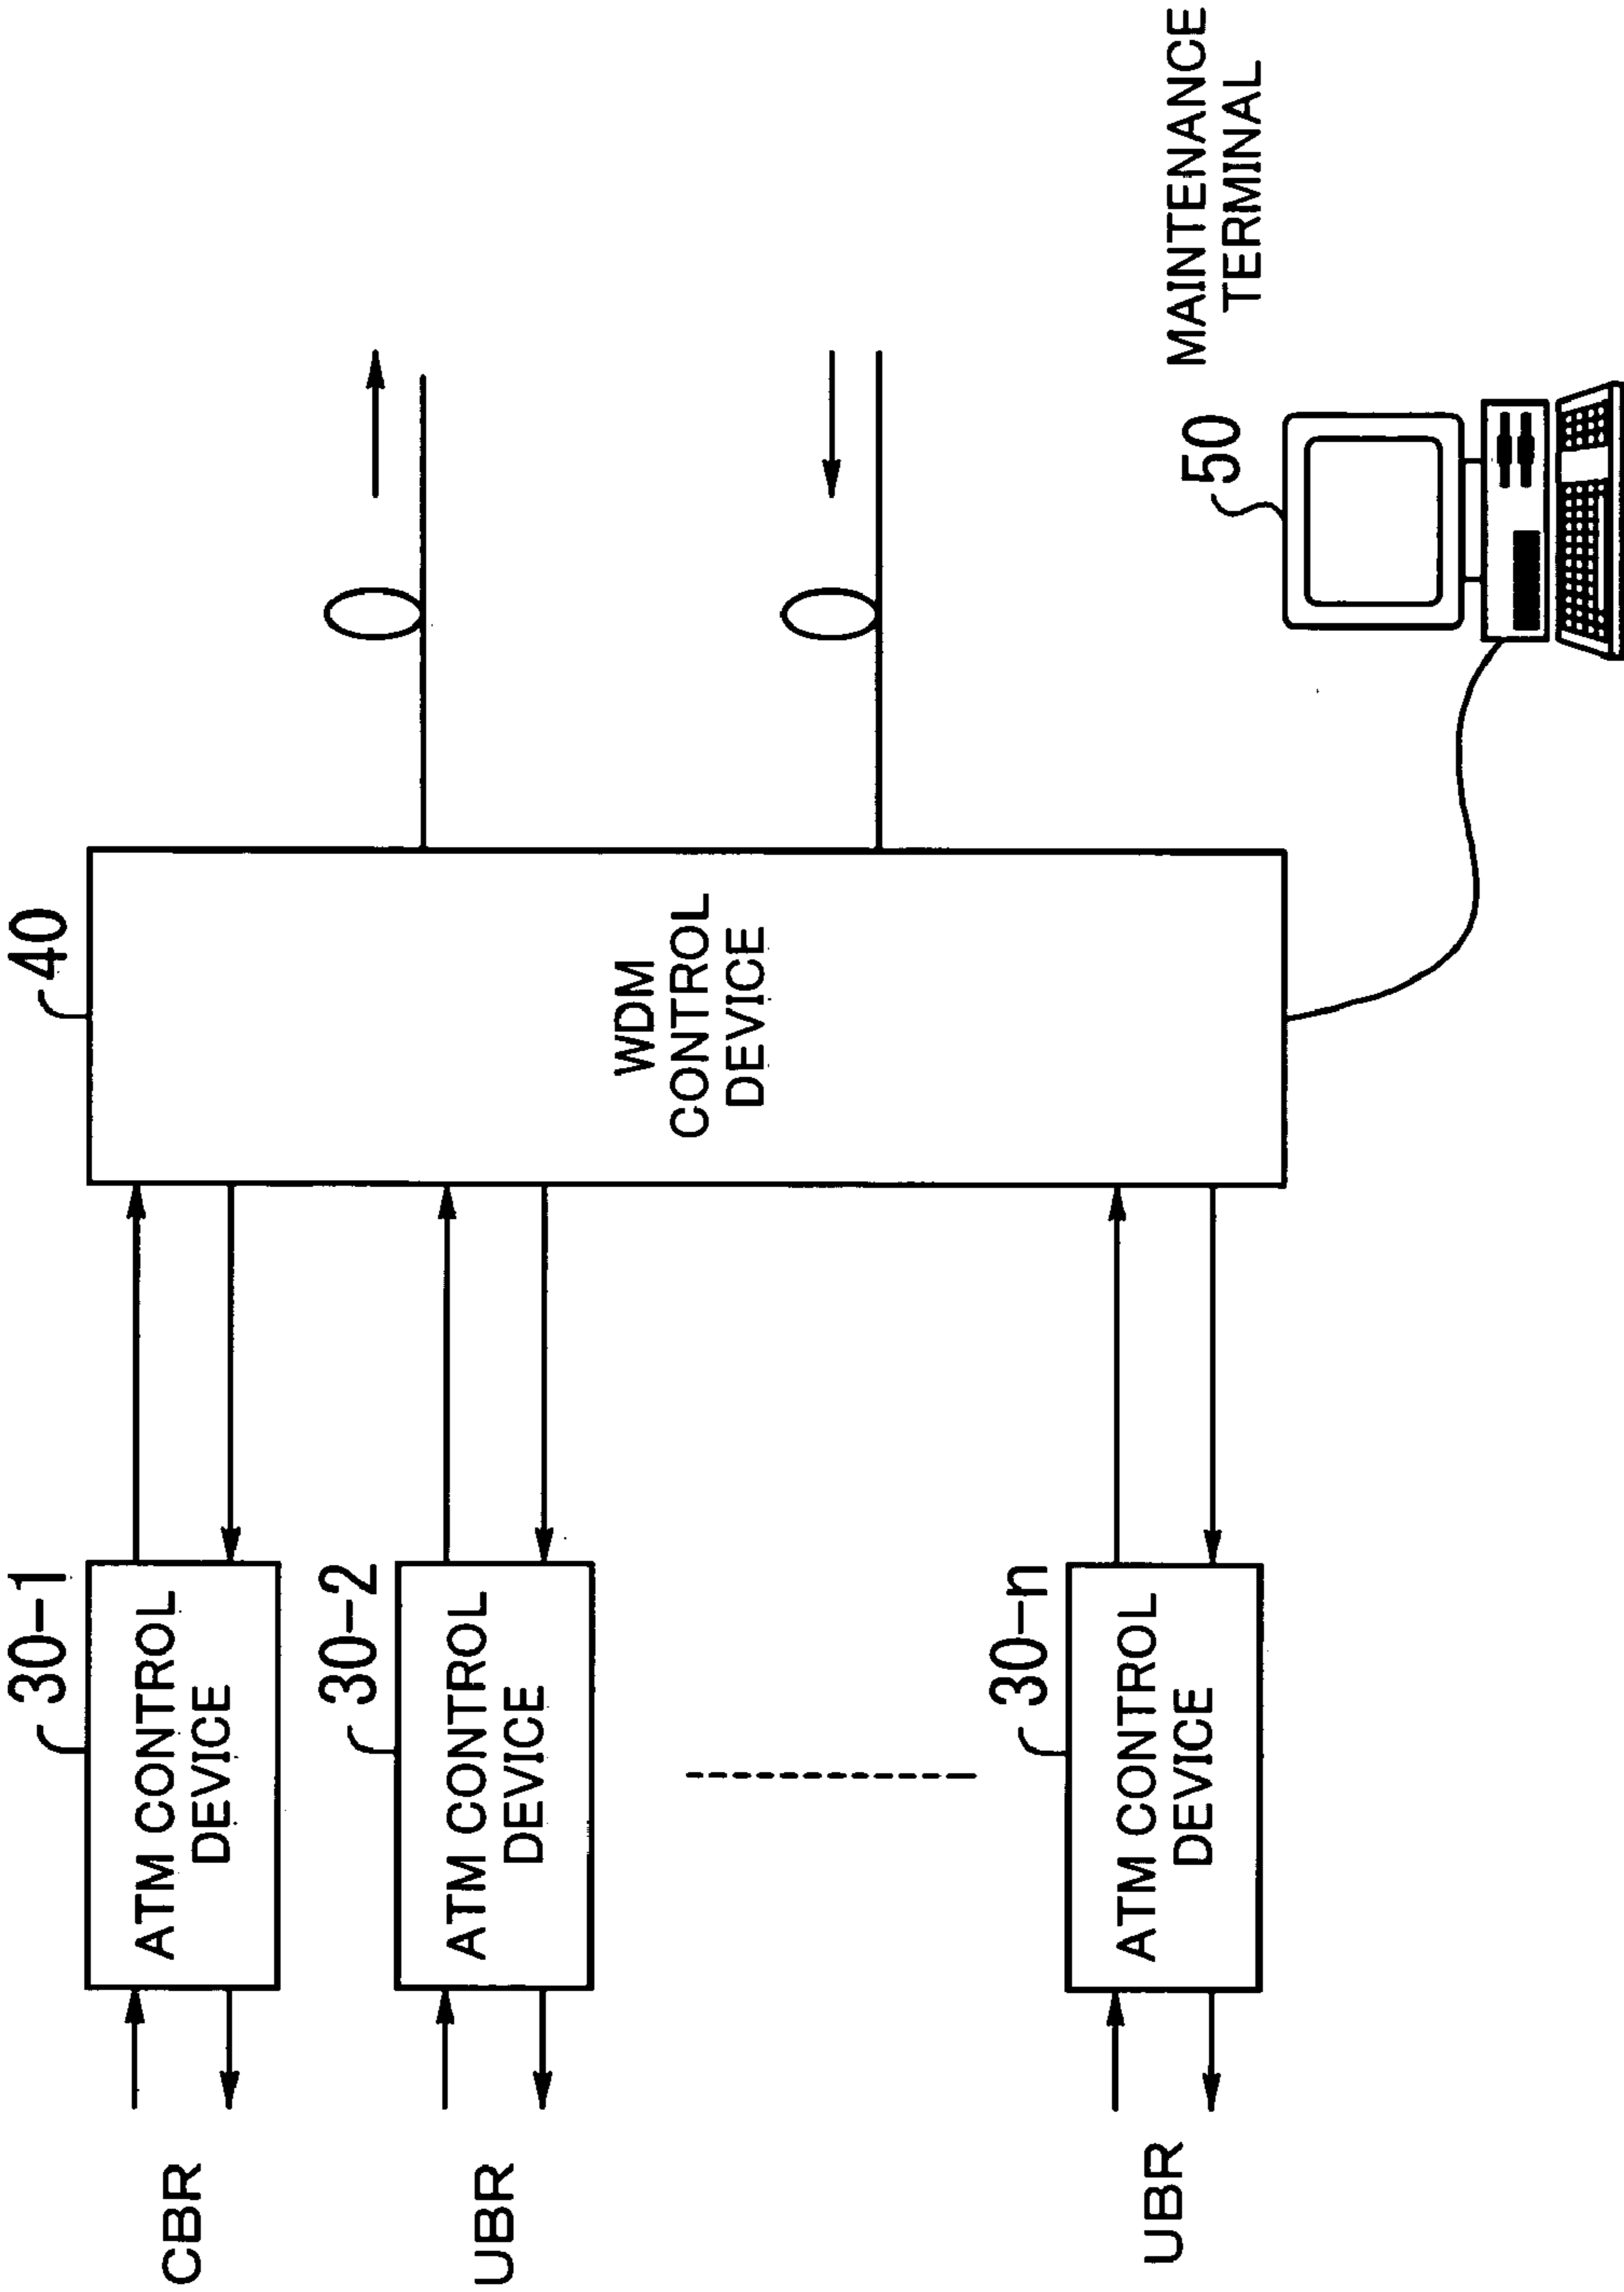 CBR
30-1
ATM CONTROL
DEVICE
UBR
30-2
ATM CONTROL
DEVICE
UBR
30-n
ATM CONTROL
DEVICE
40
WDM
CONTROL
DEVICE
50
MAINTENANCE
TERMINAL